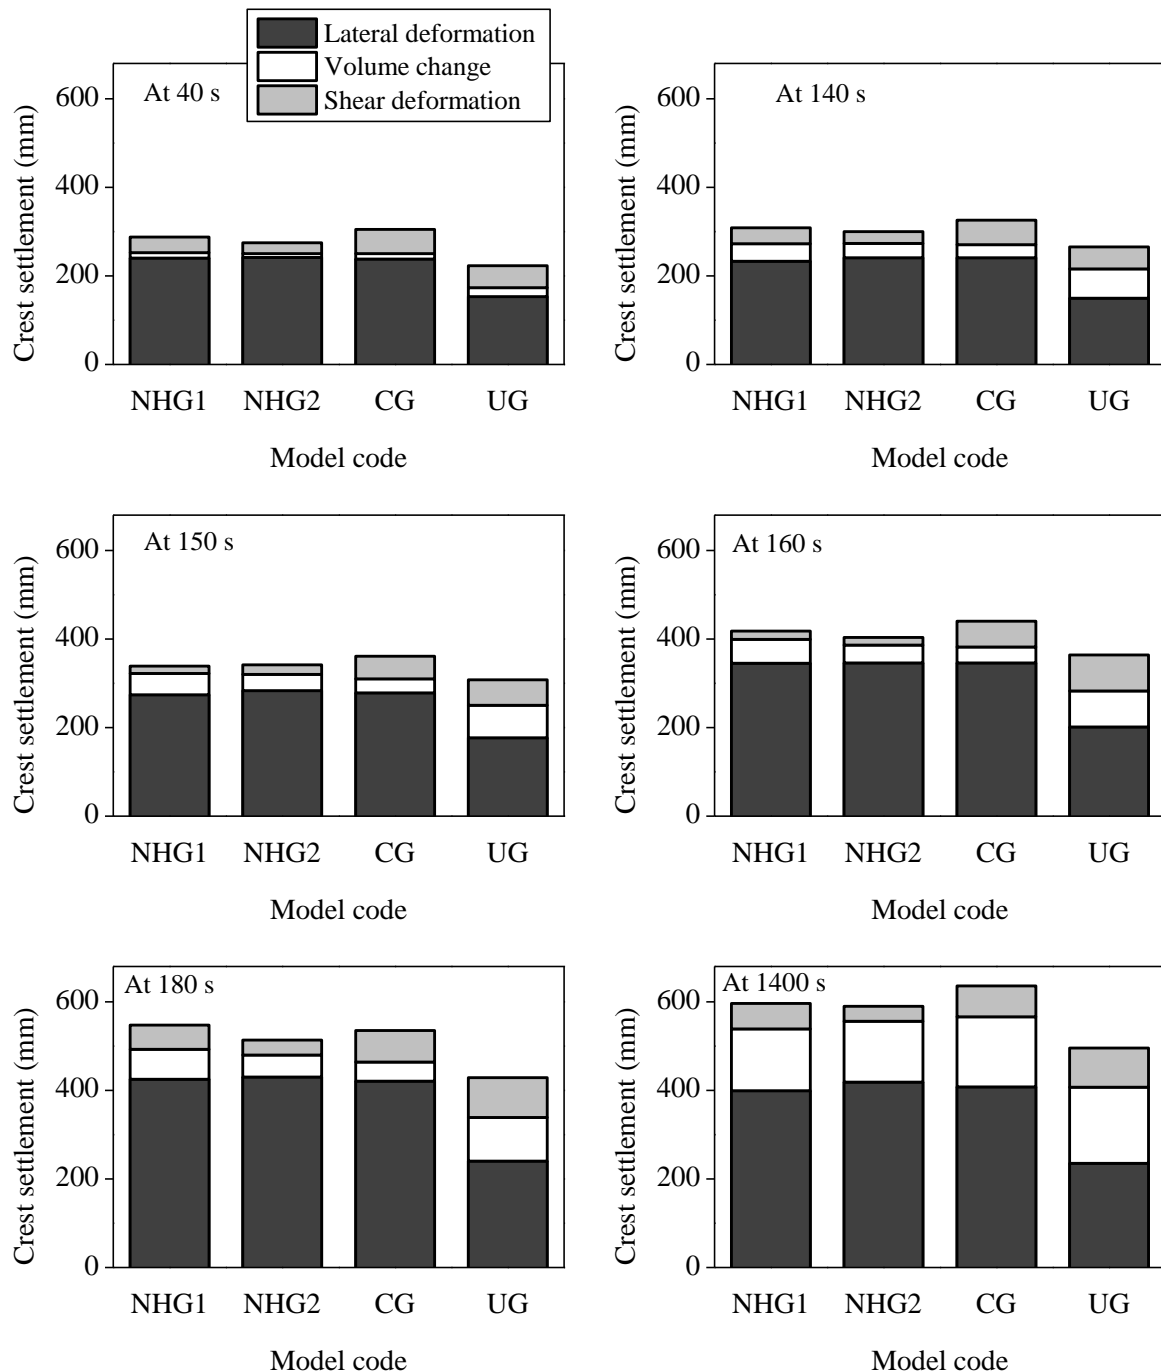 Lateral deformation
Volume change
Shear deformation
At 40 s
600
400
200
0
Crest settlement (mm)
NHG1 NHG2 CG UG
Model code
At 140 s
600
400
200
0
Crest settlement (mm)
NHG1 NHG2 CG UG
Model code
At 150 s
600
400
200
0
Crest settlement (mm)
NHG1 NHG2 CG UG
Model code
At 160 s
600
400
200
0
Crest settlement (mm)
NHG1 NHG2 CG UG
Model code
At 180 s
600
400
200
0
Crest settlement (mm)
NHG1 NHG2 CG UG
Model code
At 1400 s
600
400
200
0
Crest settlement (mm)
NHG1 NHG2 CG UG
Model code